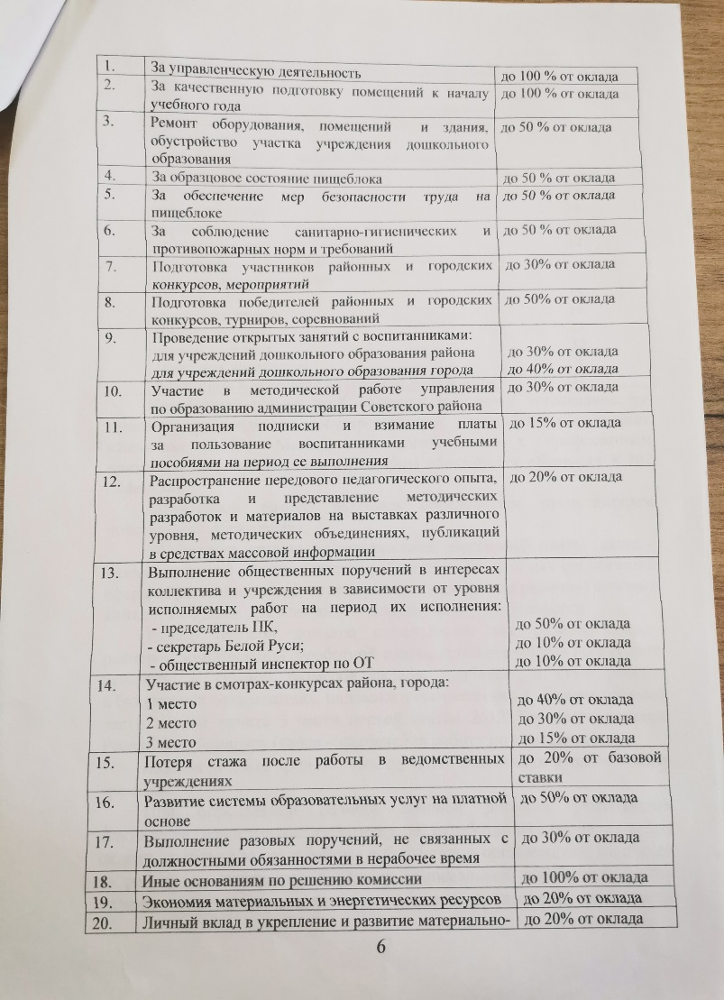 1. За управленческую деятельность до 100 % от оклада
2. За качественную подготовку помещений к началу до 100 % от оклада
учебного года
3. Ремонт оборудования, помещений и здания, до 50 % от оклада
обустройство участка учреждения дошкольного
образования
4. За образцовое состояние пищеблока до 50 % от оклада
5. За обеспечение мер безопасности труда на до 50 % от оклада
пищеблоке
6. За соблюдение санитарно-гигиенических и до 50 % от оклада
противопожарных норм и требований
7. Подготовка участников районных и городских до 30% от оклада
конкурсов, мероприятий
8. Подготовка победителей районных и городских до 50% от оклада
конкурсов, турниров, соревнований
9. Проведение открытых занятий с воспитанниками:
для учреждений дошкольного образования района до 30% от оклада
для учреждений дошкольного образования города до 40% от оклада
10. Участие в методической работе управления до 30% от оклада
по образованию администрации Советского района
11. Организация подписки и взимание платы до 15% от оклада
за пользование воспитанниками учебными
пособиями на период ее выполнения
12. Распространение передового педагогического опыта, до 20% от оклада
разработка и представление методических
разработок и материалов на выставках различного
уровня, методических объединениях, публикаций
в средствах массовой информации
13. Выполнение общественных поручений в интересах
коллектива и учреждения в зависимости от уровня
исполняемых работ на период их исполнения:
- председатель ПК, до 50% от оклада
- секретарь Белой Руси; до 10% от оклада
- общественный инспектор по ОТ до 10% от оклада
14. Участие в смотрах-конкурсах района, города:
1 место до 40% от оклада
2 место до 30% от оклада
3 место до 15% от оклада
15. Потеря стажа после работы в ведомственных до 20% от базовой
учреждениях ставки
16. Развитие системы образовательных услуг на платной до 50% от оклада
основе
17. Выполнение разовых поручений, не связанных с до 30% от оклада
должностными обязанностями в нерабочее время
18. Иные основаниям по решению комиссии до 100% от оклада
19. Экономия материальных и энергетических ресурсов до 20% от оклада
20. Личный вклад в укрепление и развитие материально- до 20% от оклада
6